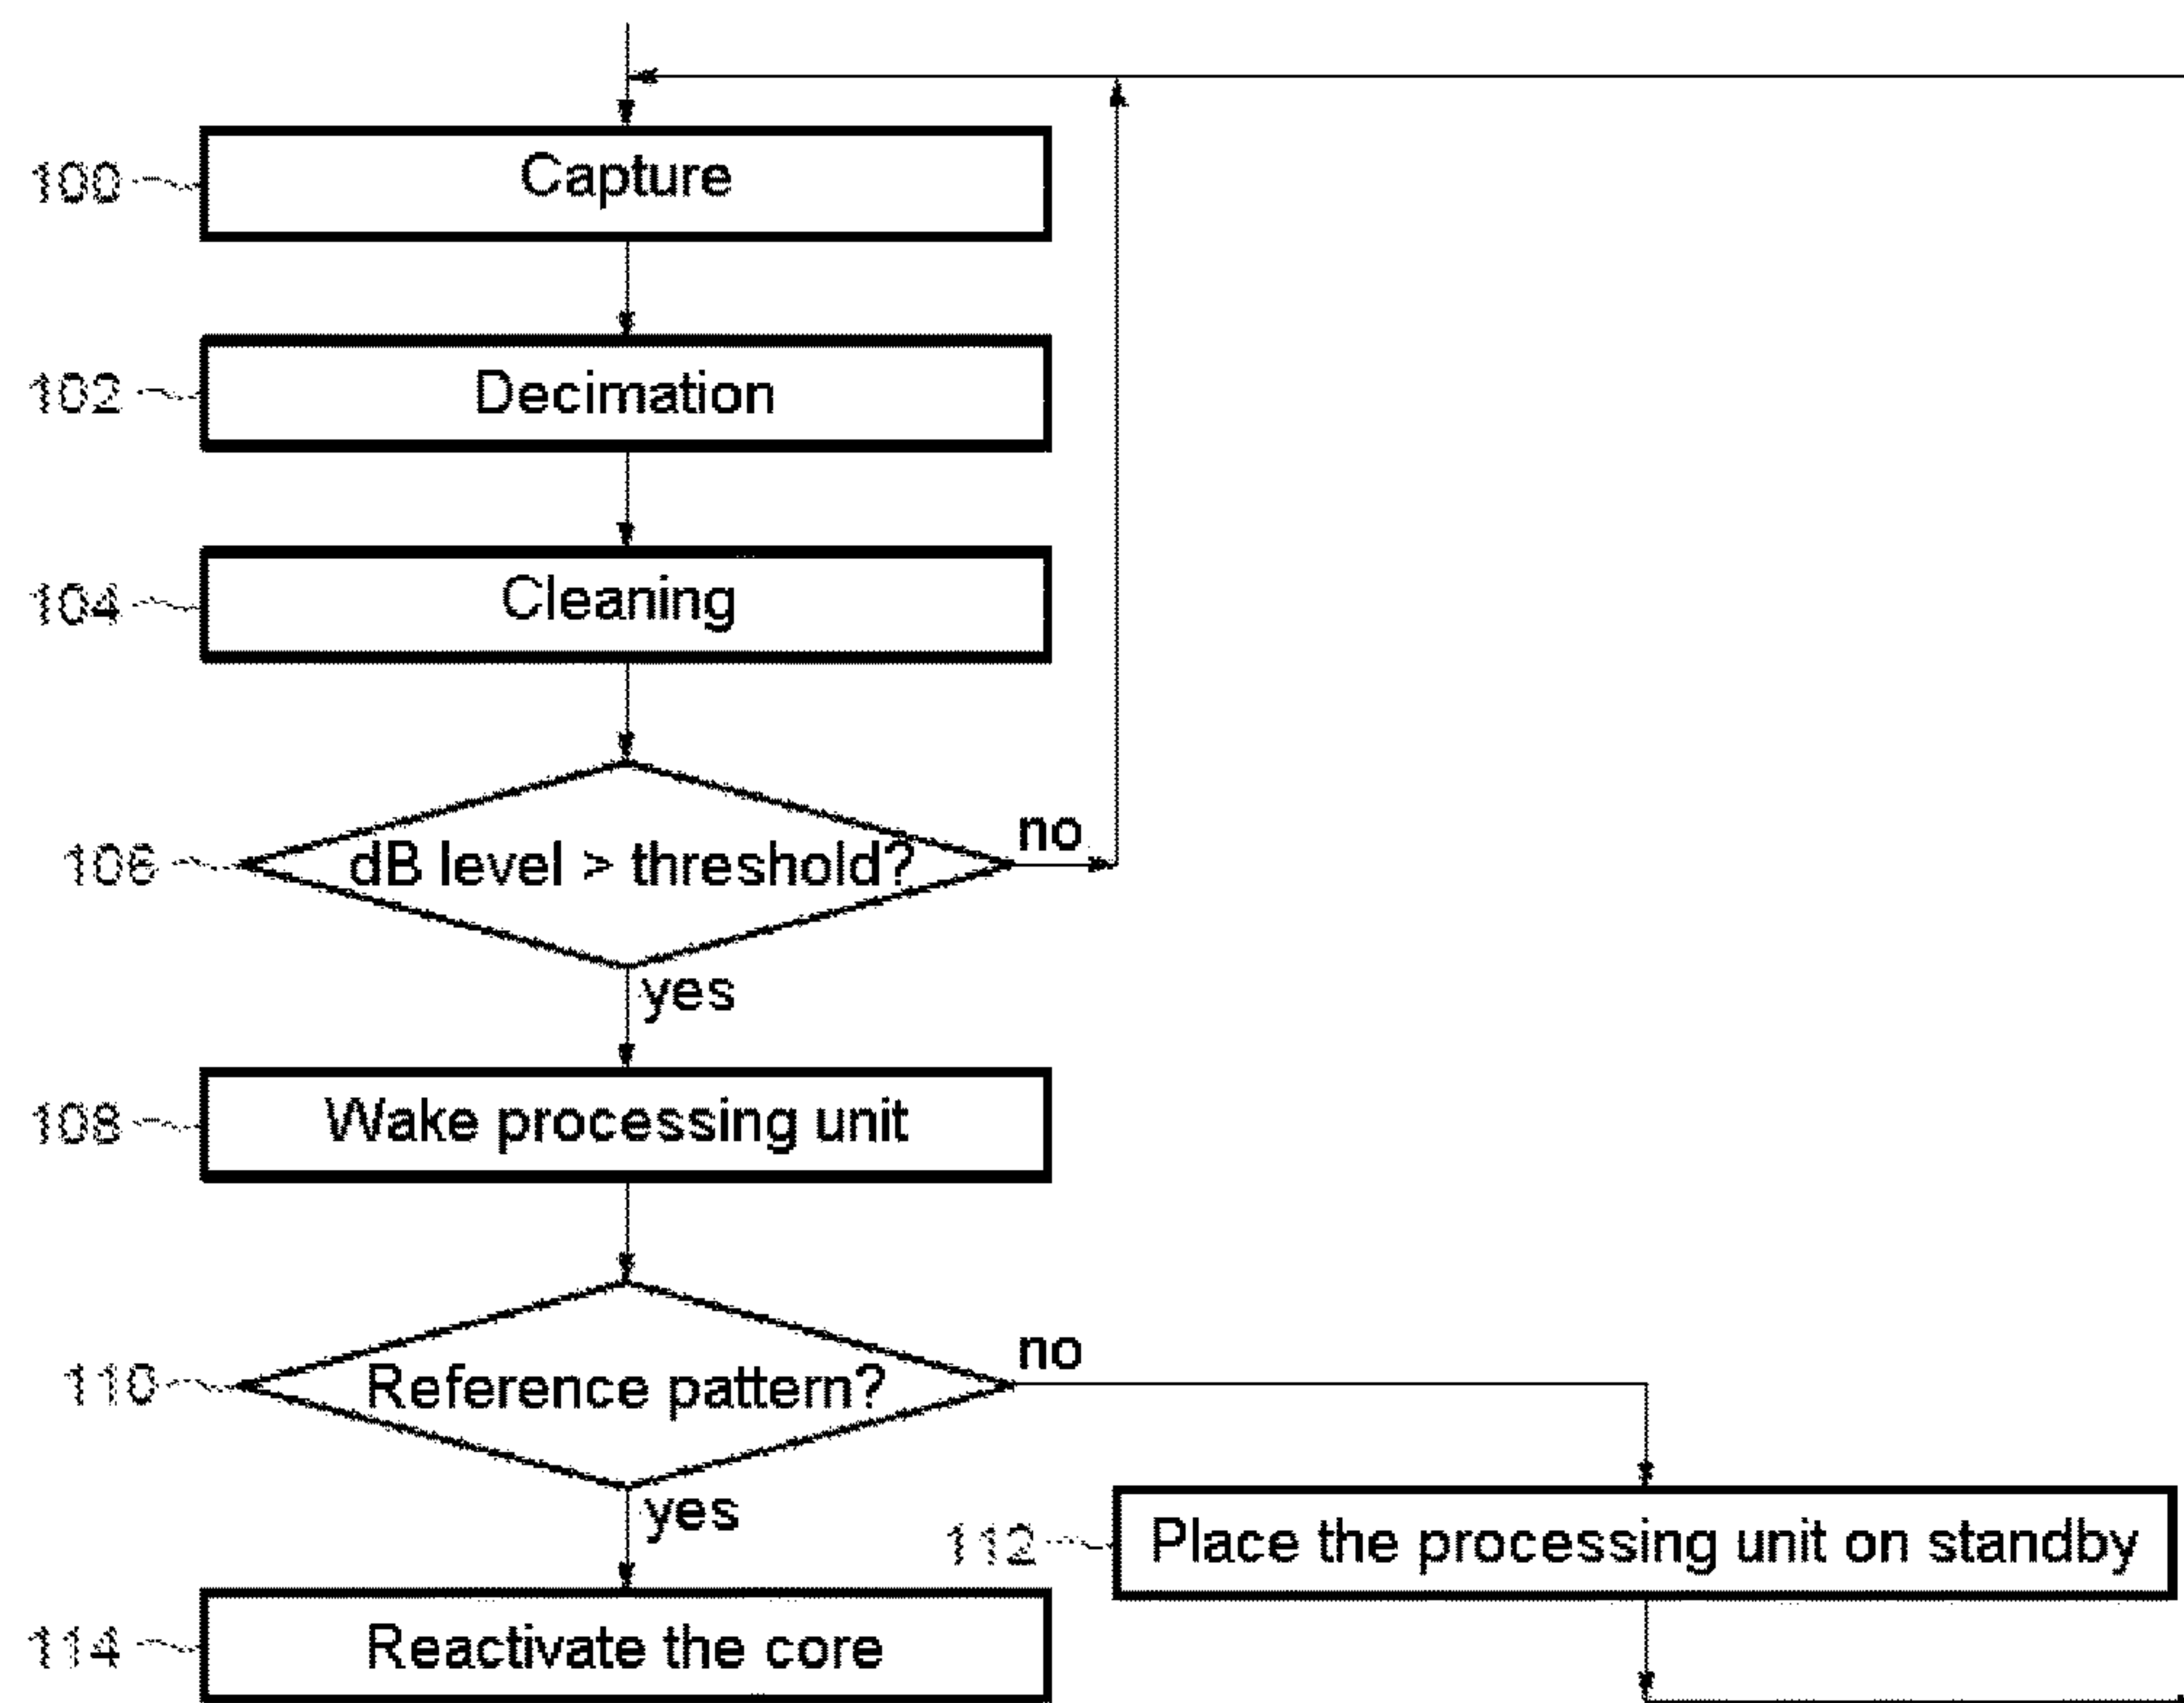 100 Capture
102 Decimation
104 Cleaning
106 dB level > threshold? no
yes
108 Wake processing unit
110 Reference pattern? no
yes
112 Place the processing unit on standby
114 Reactivate the core